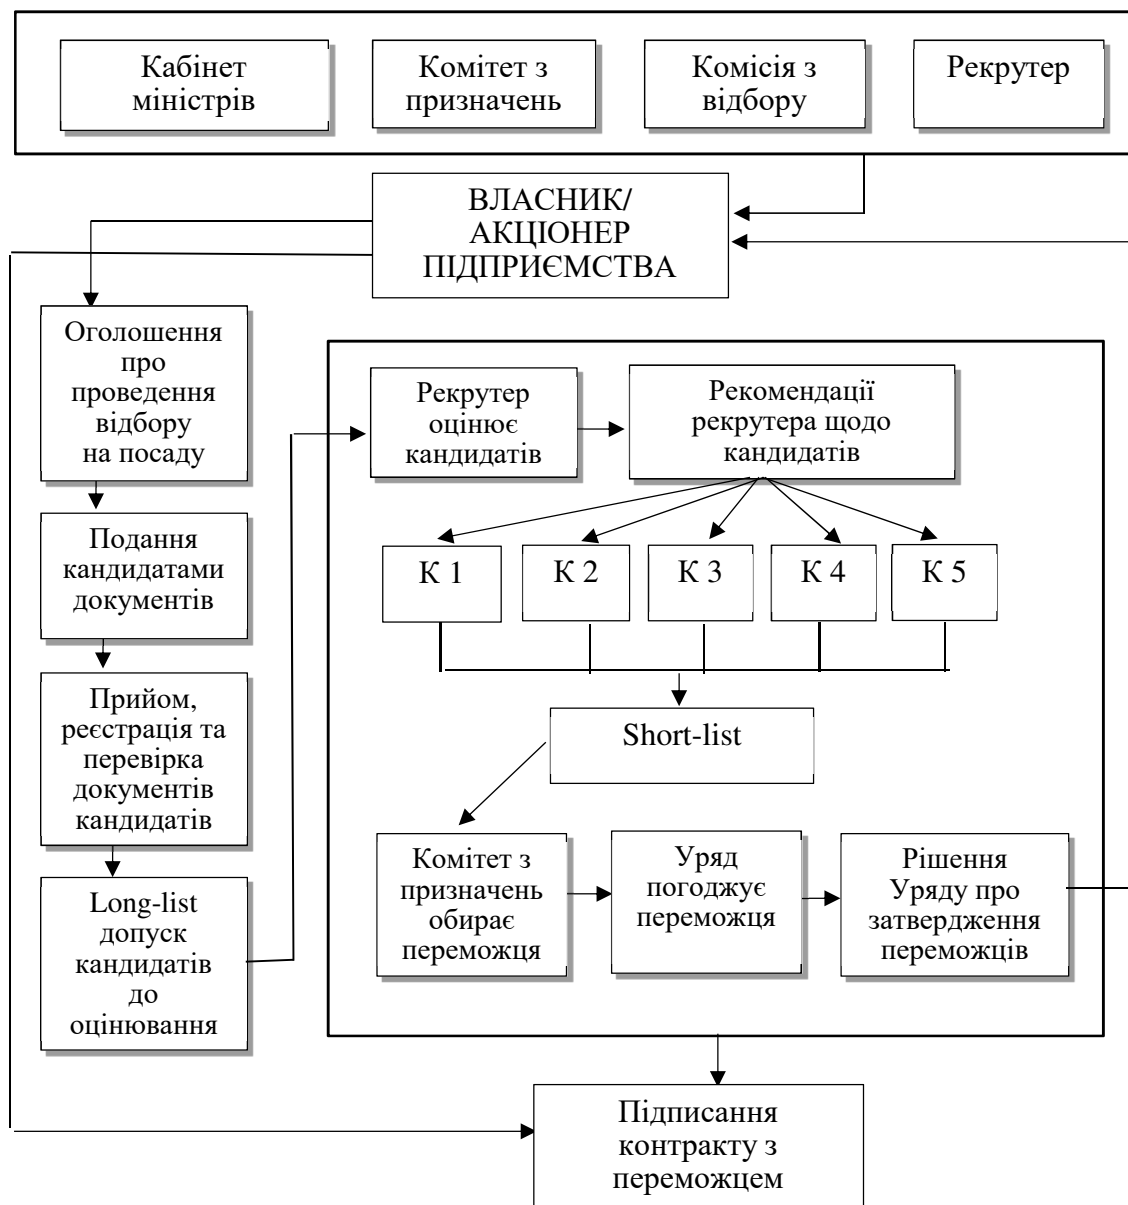 Кабінет
міністрів
Комітет з
призначень
Комісія з
відбору
Рекрутер
ВЛАСНИК/
АКЦІОНЕР
ПІДПРИЄМСТВА
Оголошення
про
проведення
відбору
на посаду
Подання
кандидатами
документів
Прийом,
реєстрація та
перевірка
документів
кандидатів
Long-list
допуск
кандидатів
до
оцінювання
Рекрутер
оцінює
кандидатів
Рекомендації
рекрутера щодо
кандидатів
К 1
К 2
К 3
К 4
К 5
Short-list
Комітет з
призначень
обирає
переможця
Уряд
погоджує
переможця
Рішення
Уряду про
затвердження
переможців
Підписання
контракту з
переможцем